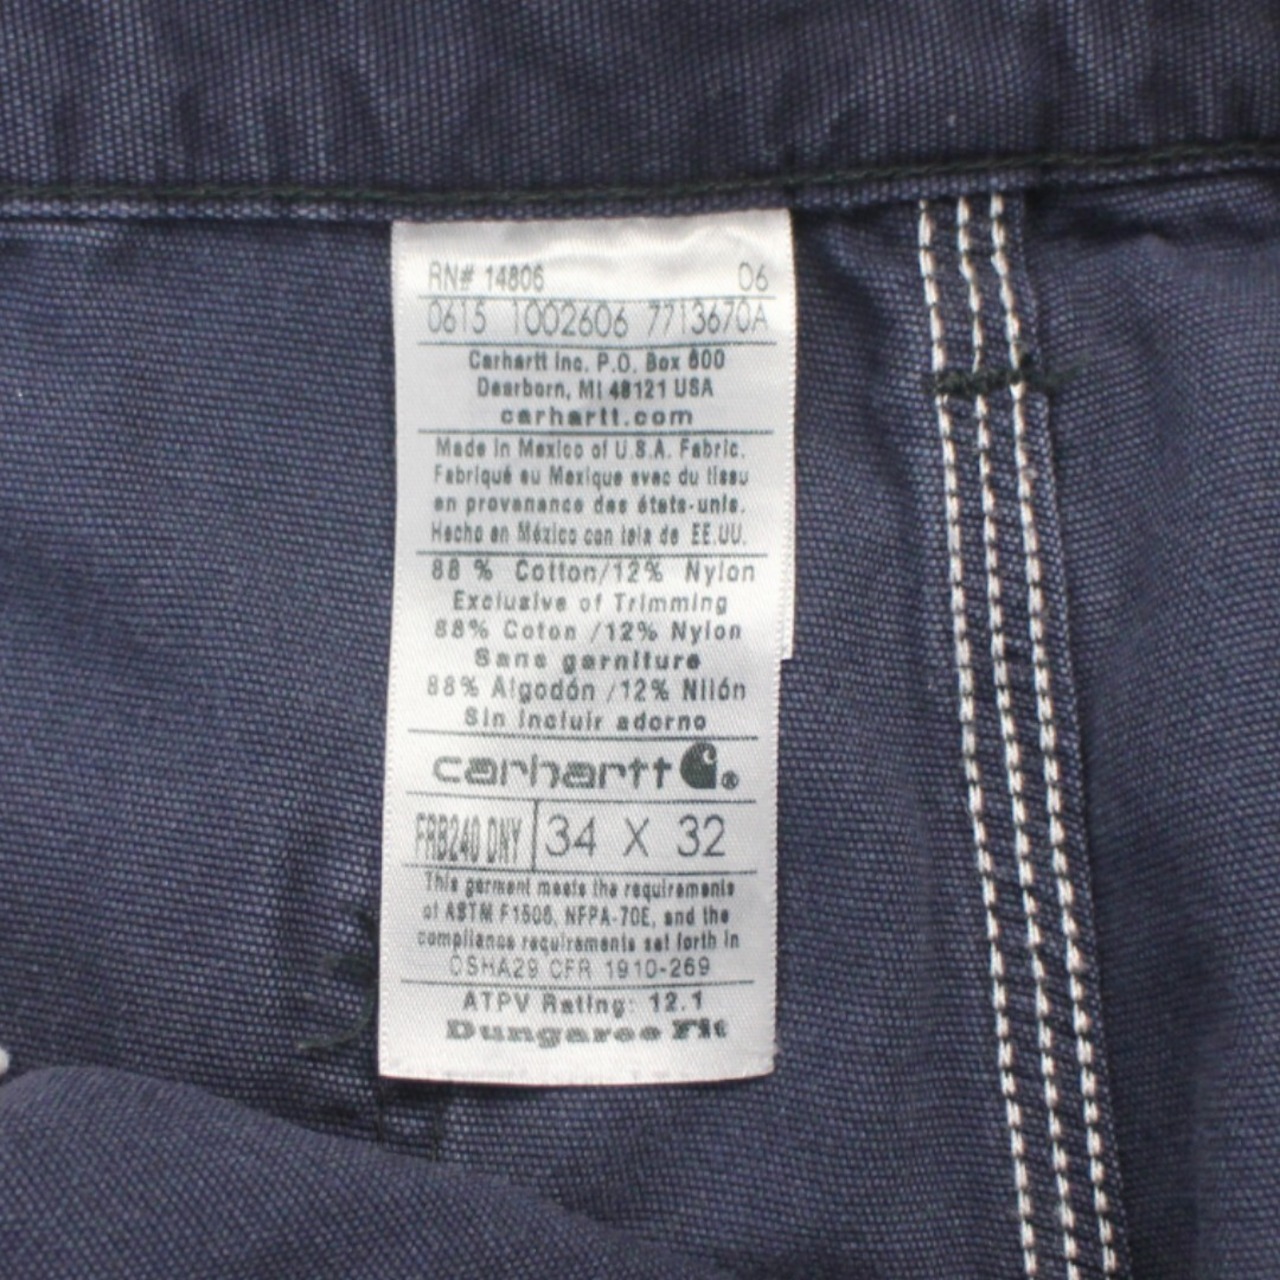 RN# 14806 06
0615 1002606 7713670A
Carhartt Inc. P.O. Box 600
Dearborn, MI 48121 USA
carhartt.com
Made in Mexico of U.S.A. Fabric.
Fabriqué au Mexique avec du tissu
en provenance des états-unis.
Hecho en México con tela de EE.UU.
88 % Cotton/12% Nylon
Exclusive of Trimming
88% Coton /12% Nylon
Sans garniture
88% Algodón /12% Nilón
Sin incluir adorno
carhartt ®
FRB240 DNY 34 X 32
This garment meets the requirements
of ASTM F1506, NFPA-70E, and the
compliance requirements set forth in
OSHA29 CFR 1910-269
ATPV Rating: 12.1
Dungaree Fit